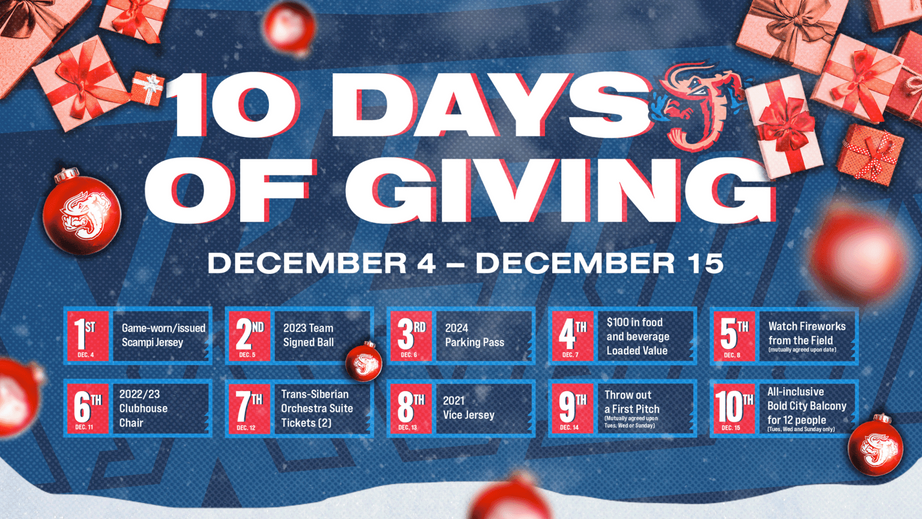 10 DAYS
OF GIVING
DECEMBER 4 – DECEMBER 15
1ST
DEC. 4
Game-worn/issued
Scampi Jersey
2ND
DEC. 5
2023 Team
Signed Ball
3RD
DEC. 6
2024
Parking Pass
4TH
DEC. 7
$100 in food
and beverage
Loaded Value
5TH
DEC. 8
Watch Fireworks
from the Field
(mutually agreed upon date)
6TH
DEC. 11
2022/23
Clubhouse
Chair
7TH
DEC. 12
Trans-Siberian
Orchestra Suite
Tickets (2)
8TH
DEC. 13
2021
Vice Jersey
9TH
DEC. 14
Throw out
a First Pitch
(Mutually agreed upon
Tues, Wed or Sunday)
10TH
DEC. 15
All-inclusive
Bold City Balcony
for 12 people
(Tues, Wed and Sunday only)